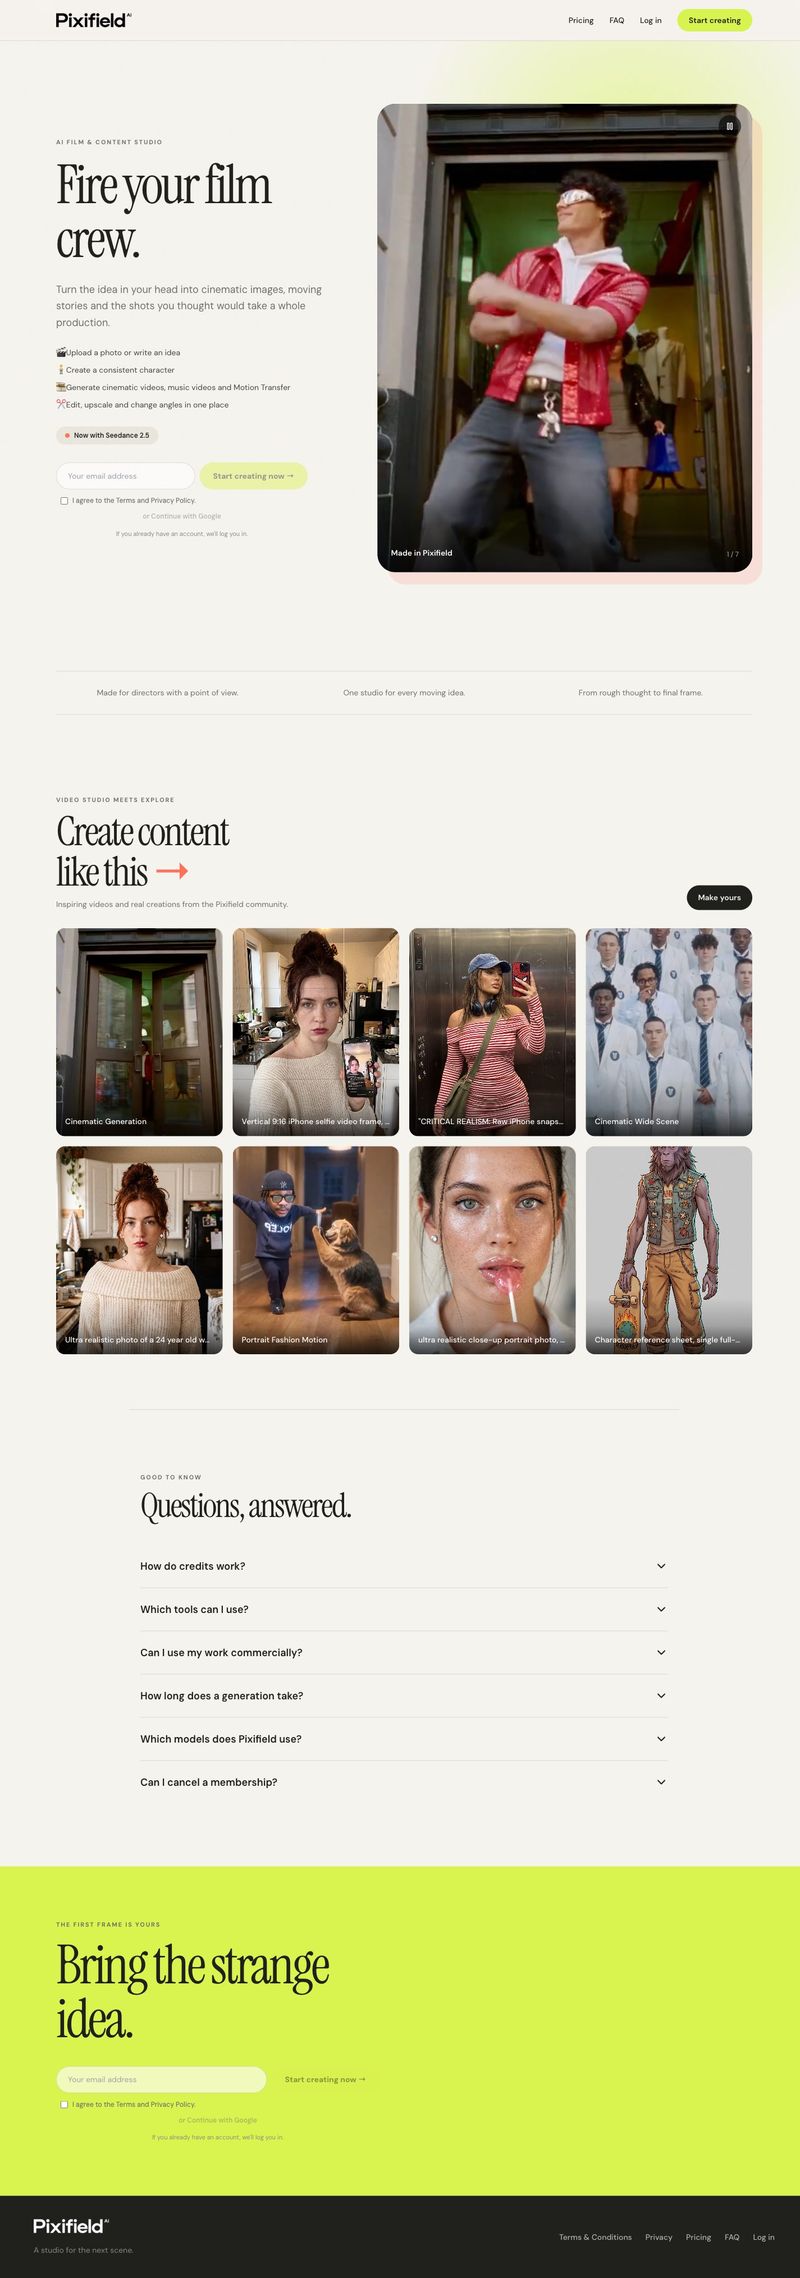 Pixifield AI
Pricing
FAQ
Log in
Start creating
AI FILM & CONTENT STUDIO
Fire your film
crew.
Turn the idea in your head into cinematic images, moving
stories and the shots you thought would take a whole
production.
Upload a photo or write an idea
Create a consistent character
Generate cinematic videos, music videos and Motion Transfer
Edit, upscale and change angles in one place
Now with Seedance 2.5
Your email address
Start creating now →
I agree to the Terms and Privacy Policy.
or Continue with Google
If you already have an account, we'll log you in.
Made in Pixifield
1 / 7
Made for directors with a point of view.
One studio for every moving idea.
From rough thought to final frame.
VIDEO STUDIO MEETS EXPLORE
Create content
like this →
Inspiring videos and real creations from the Pixifield community.
Make yours
Cinematic Generation
Vertical 9:16 iPhone selfie video frame, ...
"CRITICAL REALISM: Raw iPhone snaps...
Cinematic Wide Scene
Ultra realistic photo of a 24 year old w...
Portrait Fashion Motion
ultra realistic close-up portrait photo, ...
Character reference sheet, single full-...
GOOD TO KNOW
Questions, answered.
How do credits work?
Which tools can I use?
Can I use my work commercially?
How long does a generation take?
Which models does Pixifield use?
Can I cancel a membership?
THE FIRST FRAME IS YOURS
Bring the strange
idea.
Your email address
Start creating now →
I agree to the Terms and Privacy Policy.
or Continue with Google
If you already have an account, we'll log you in.
Pixifield AI
A studio for the next scene.
Terms & Conditions
Privacy
Pricing
FAQ
Log in